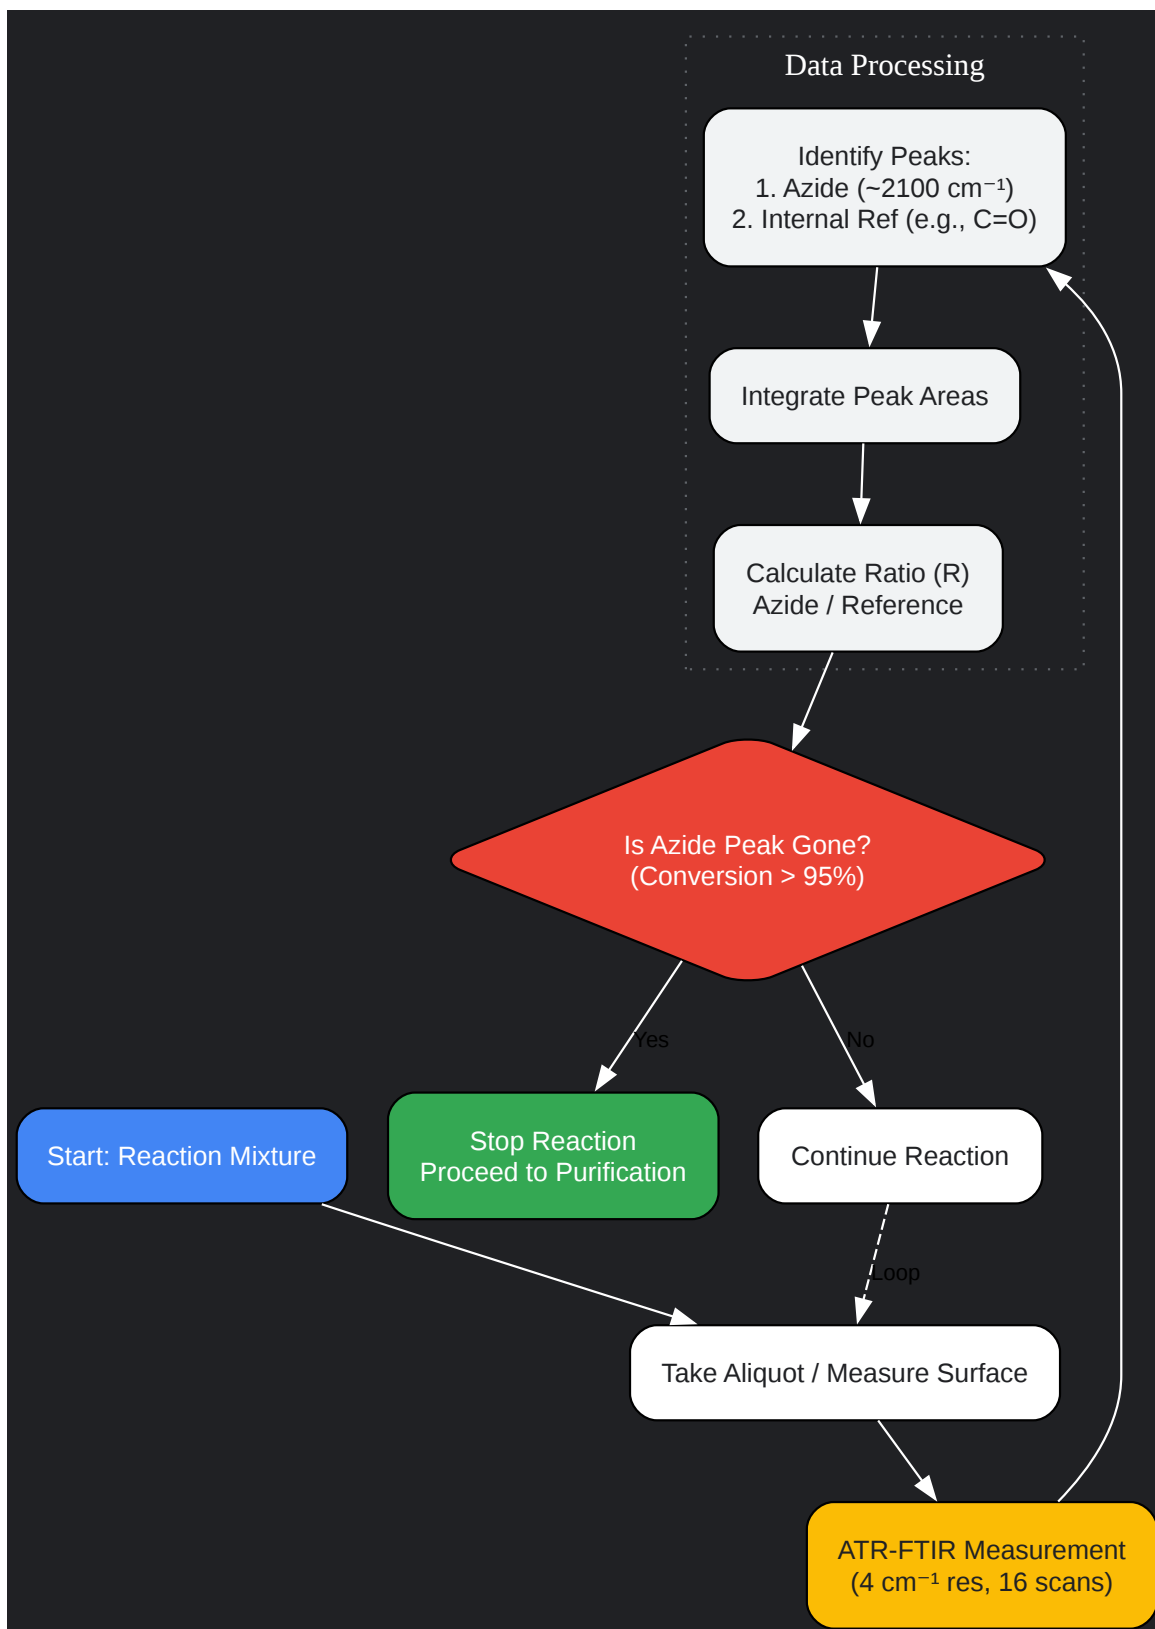 Data Processing
Identify Peaks:
1. Azide (~2100 cm⁻¹)
2. Internal Ref (e.g., C=O)
Integrate Peak Areas
Calculate Ratio (R)
Azide / Reference
Is Azide Peak Gone?
(Conversion > 95%)
Yes
No
Start: Reaction Mixture
Stop Reaction
Proceed to Purification
Continue Reaction
Loop
Take Aliquot / Measure Surface
ATR-FTIR Measurement
(4 cm⁻¹ res, 16 scans)